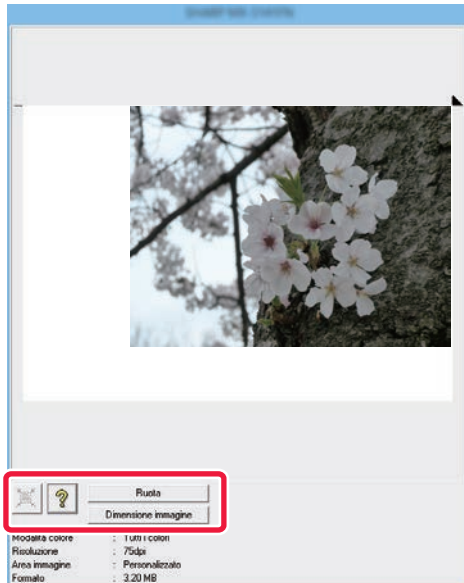 ?
Ruota
Dimensione immagine
Modalità colore : Tutti i colori
Risoluzione : 75dpi
Area immagine : Personalizzato
Formato : 3.20 MB